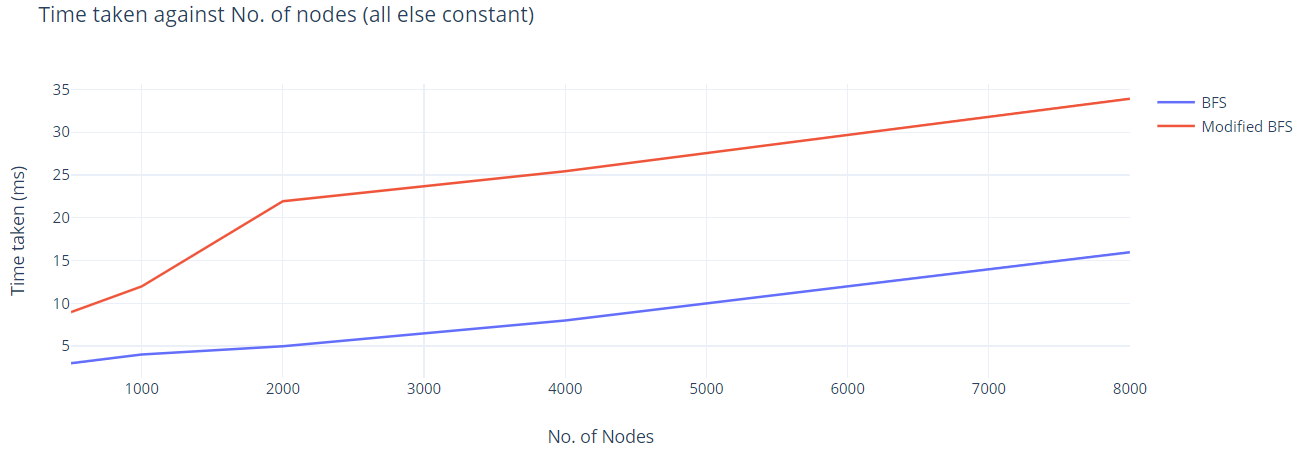 Time taken against No. of nodes (all else constant)
35
30
25
20
15
10
5
Time taken (ms)
1000 2000 3000 4000 5000 6000 7000 8000
No. of Nodes
BFS
Modified BFS